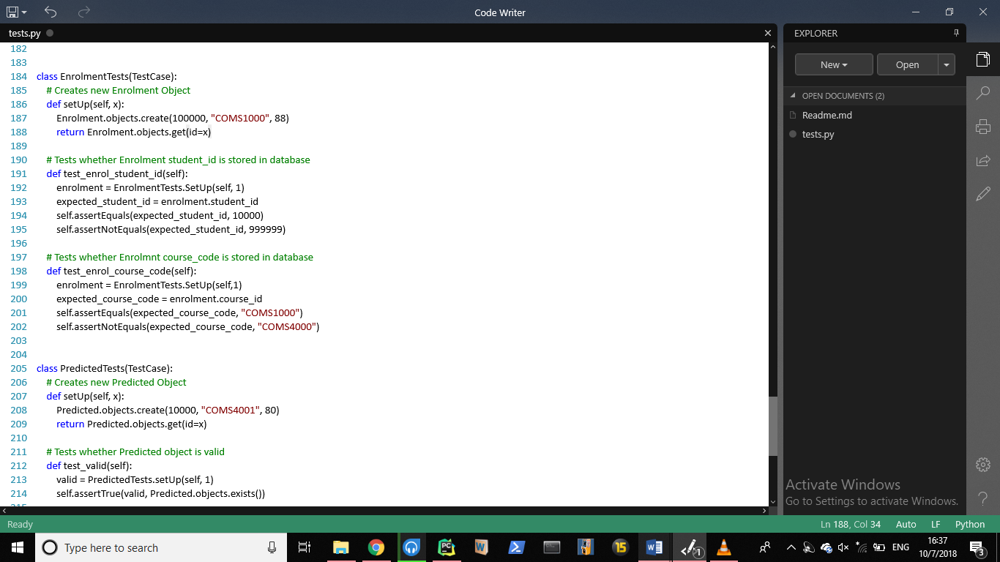 Code Writer
tests.py
EXPLORER
New
Open
OPEN DOCUMENTS (2)
Readme.md
tests.py
182
183
184 class EnrolmentTests(TestCase):
185 # Creates new Enrolment Object
186 def setUp(self, x):
187 Enrolment.objects.create(100000, "COMS1000", 88)
188 return Enrolment.objects.get(id=x)
189
190 # Tests whether Enrolment student_id is stored in database
191 def test_enrol_student_id(self):
192 enrolment = EnrolmentTests.SetUp(self, 1)
193 expected_student_id = enrolment.student_id
194 self.assertEquals(expected_student_id, 10000)
195 self.assertNotEquals(expected_student_id, 999999)
196
197 # Tests whether Enrolmnt course_code is stored in database
198 def test_enrol_course_code(self):
199 enrolment = EnrolmentTests.SetUp(self,1)
200 expected_course_code = enrolment.course_id
201 self.assertEquals(expected_course_code, "COMS1000")
202 self.assertNotEquals(expected_course_code, "COMS4000")
203
204
205 class PredictedTests(TestCase):
206 # Creates new Predicted Object
207 def setUp(self, x):
208 Predicted.objects.create(10000, "COMS4001", 80)
209 return Predicted.objects.get(id=x)
210
211 # Tests whether Predicted object is valid
212 def test_valid(self):
213 valid = PredictedTests.setUp(self, 1)
214 self.assertTrue(valid, Predicted.objects.exists())
215
Activate Windows
Go to Settings to activate Windows.
Ready
Ln 188, Col 34 Auto LF Python
Type here to search
PC
W
15
W
1
ENG
16:37
10/7/2018
3